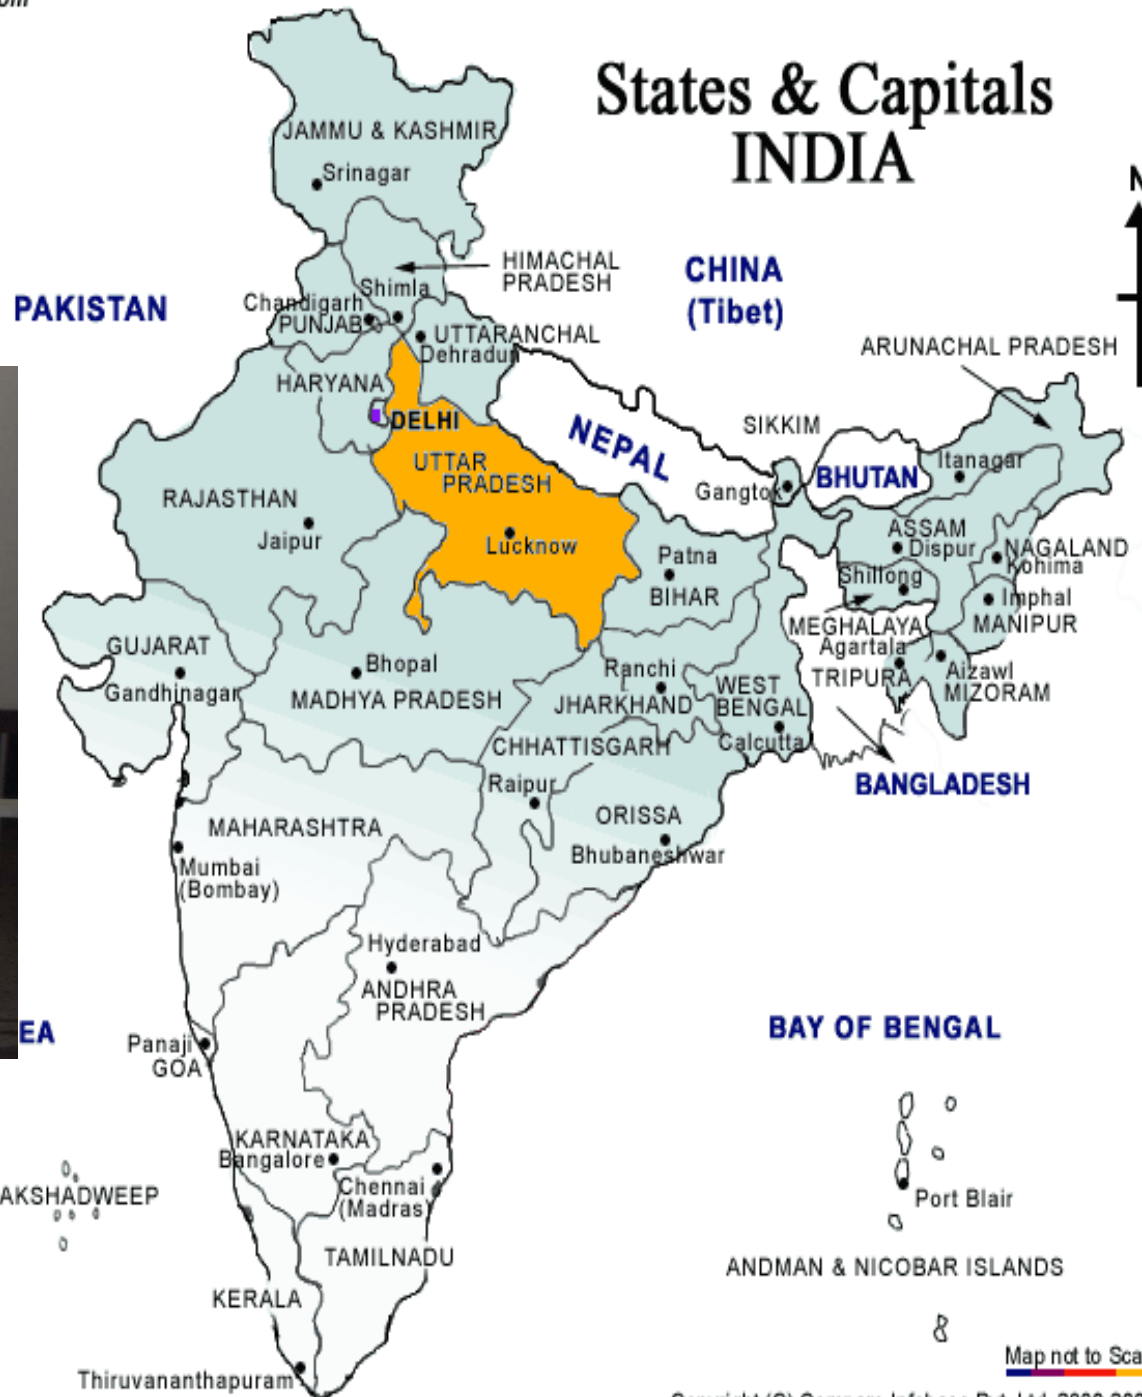 States & Capitals
INDIA
N
JAMMU & KASHMIR
Srinagar
HIMACHAL
PRADESH
CHINA
(Tibet)
PAKISTAN
Shimla
Chandigarh
PUNJAB
UTTARANCHAL
Dehradun
ARUNACHAL PRADESH
HARYANA
DELHI
NEPAL
SIKKIM
UTTAR
PRADESH
BHUTAN
Itanagar
Gangtok
RAJASTHAN
Jaipur
Lucknow
ASSAM
Dispur
NAGALAND
Kohima
Patna
BIHAR
Shillong
Imphal
MANIPUR
MEGHALAYA
Agartala
TRIPURA
Aizawl
MIZORAM
GUJARAT
Gandhinagar
Bhopal
MADHYA PRADESH
Ranchi
JHARKHAND
WEST
BENGAL
Calcutta
CHHATTISGARH
Raipur
BANGLADESH
ORISSA
Bhubaneshwar
MAHARASHTRA
Mumbai
(Bombay)
Hyderabad
ANDHRA
PRADESH
EA
BAY OF BENGAL
Panaji
GOA
KARNATAKA
Bangalore
Chennai
(Madras)
AKSHADWEEP
Port Blair
TAMILNADU
ANDMAN & NICOBAR ISLANDS
KERALA
Thiruvananthapuram
Map not to Sca